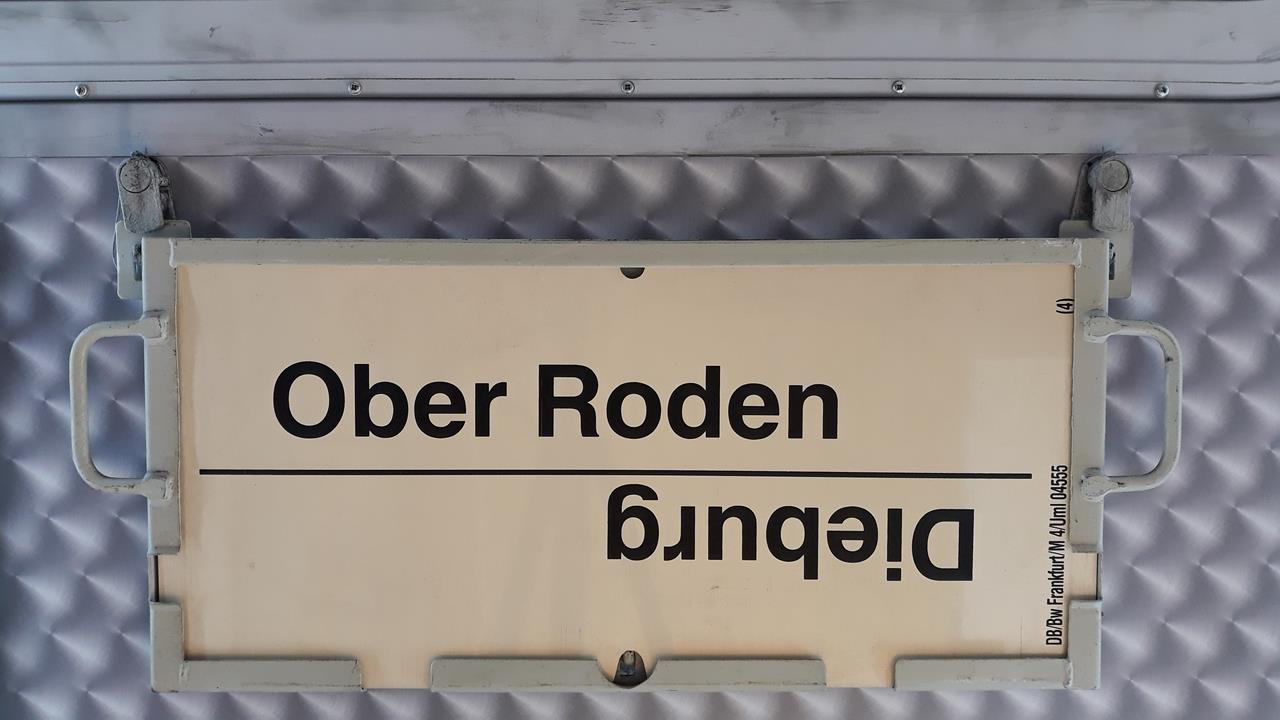 Ober Roden
Dieburg
(4)
DB/Bw Frankfurt/M 4/Uml 04555